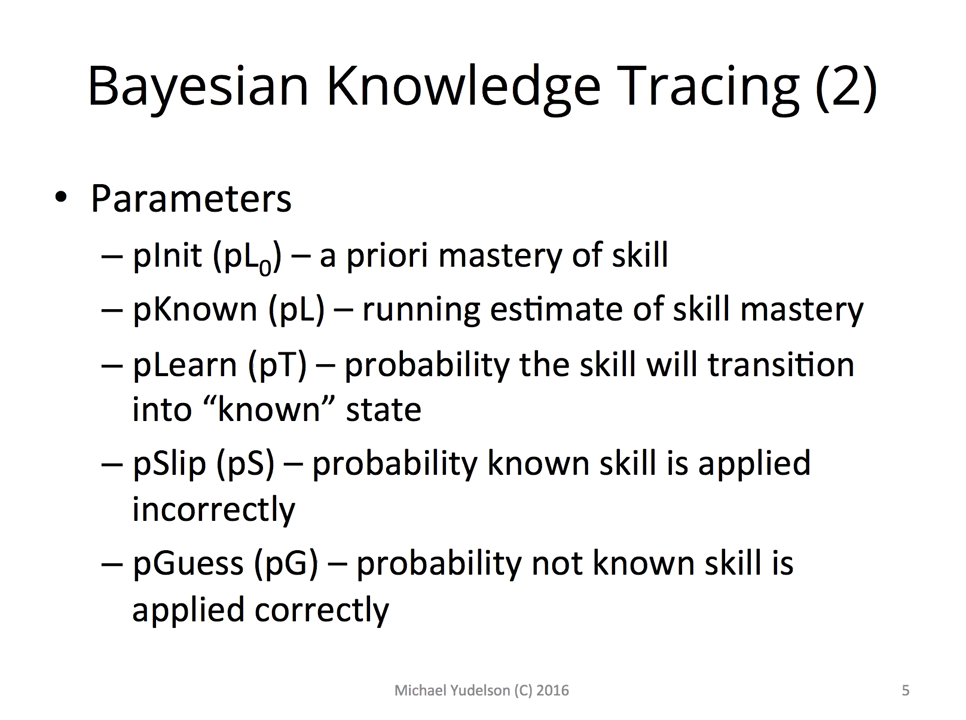 Bayesian Knowledge Tracing (2)
• Parameters
– pInit (pL0) – a priori mastery of skill
– pKnown (pL) – running estimate of skill mastery
– pLearn (pT) – probability the skill will transition
into “known” state
– pSlip (pS) – probability known skill is applied
incorrectly
– pGuess (pG) – probability not known skill is
applied correctly
Michael Yudelson (C) 2016
5